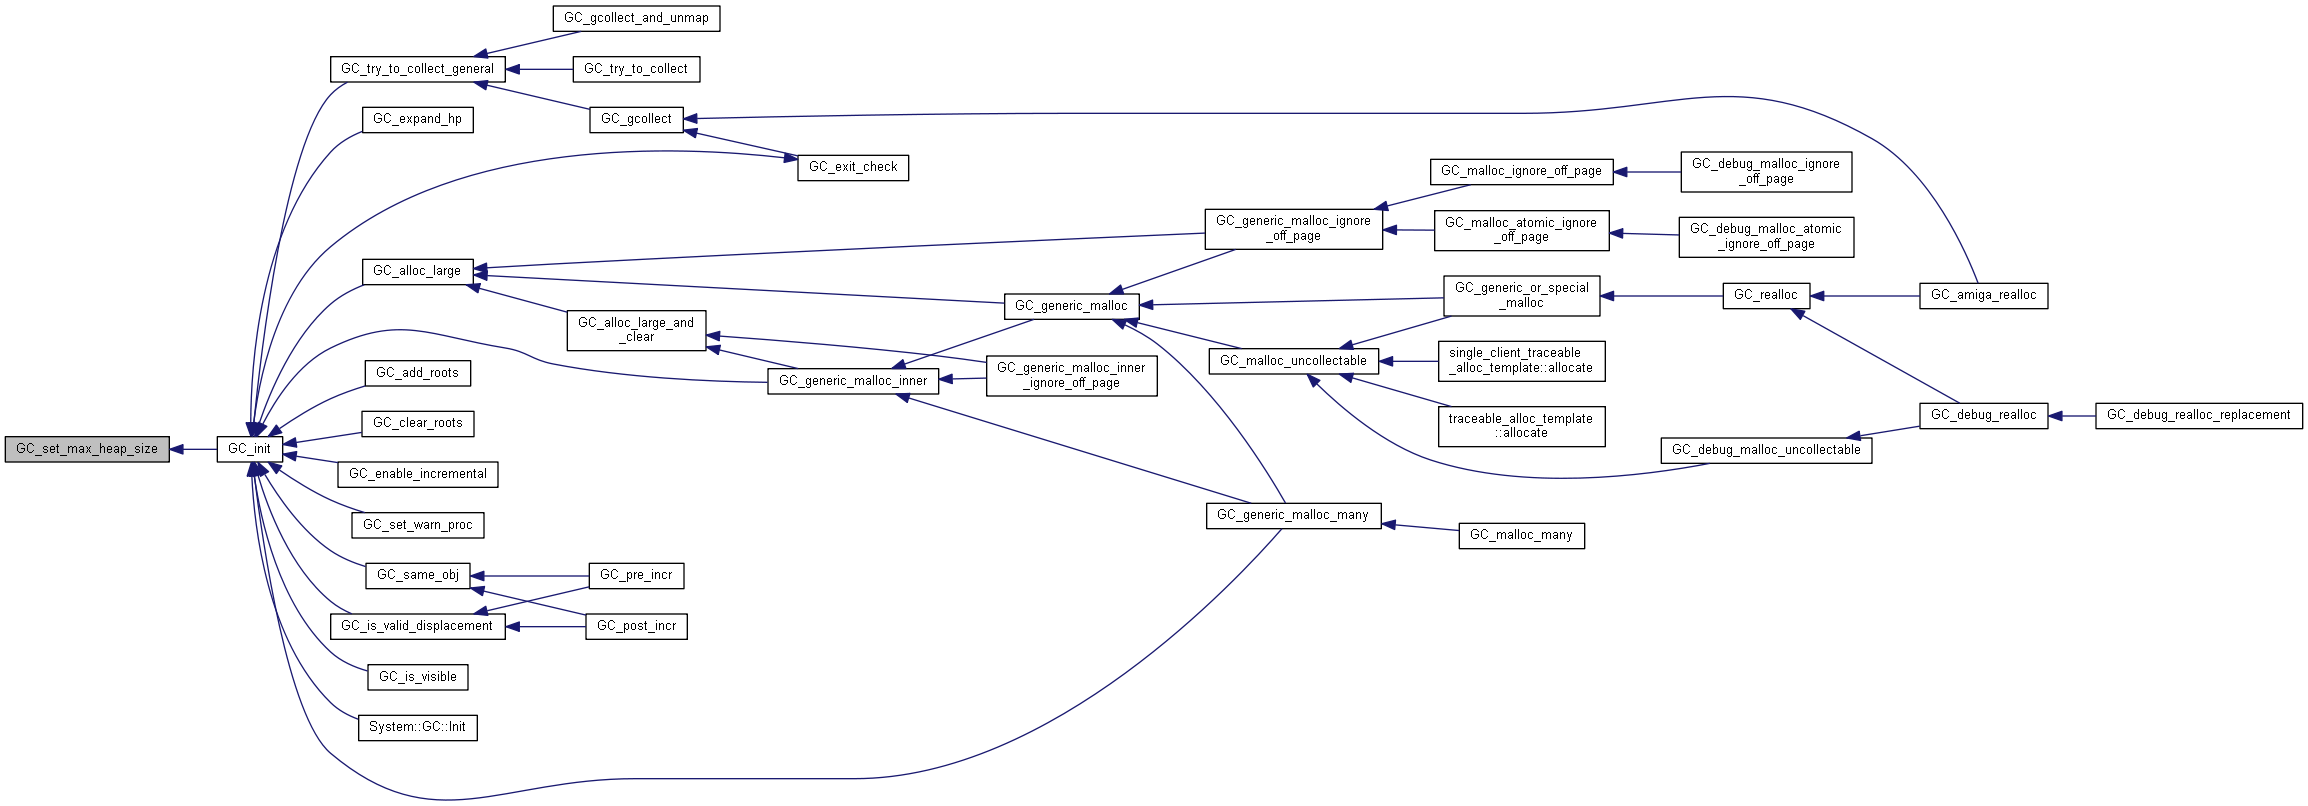 GC_gcollect_and_unmap
GC_try_to_collect_general
GC_try_to_collect
GC_expand_hp
GC_gcollect
GC_exit_check
GC_malloc_ignore_off_page
GC_debug_malloc_ignore
_off_page
GC_generic_malloc_ignore
_off_page
GC_malloc_atomic_ignore
_off_page
GC_debug_malloc_atomic
_ignore_off_page
GC_alloc_large
GC_generic_malloc
GC_generic_or_special
_malloc
GC_realloc
GC_amiga_realloc
GC_alloc_large_and
_clear
GC_malloc_uncollectable
single_client_traceable
_alloc_template::allocate
GC_add_roots
GC_generic_malloc_inner
GC_generic_malloc_inner
_ignore_off_page
GC_clear_roots
traceable_alloc_template
::allocate
GC_debug_realloc
GC_debug_realloc_replacement
GC_set_max_heap_size
GC_init
GC_debug_malloc_uncollectable
GC_enable_incremental
GC_set_warn_proc
GC_generic_malloc_many
GC_malloc_many
GC_same_obj
GC_pre_incr
GC_is_valid_displacement
GC_post_incr
GC_is_visible
System::GC::Init